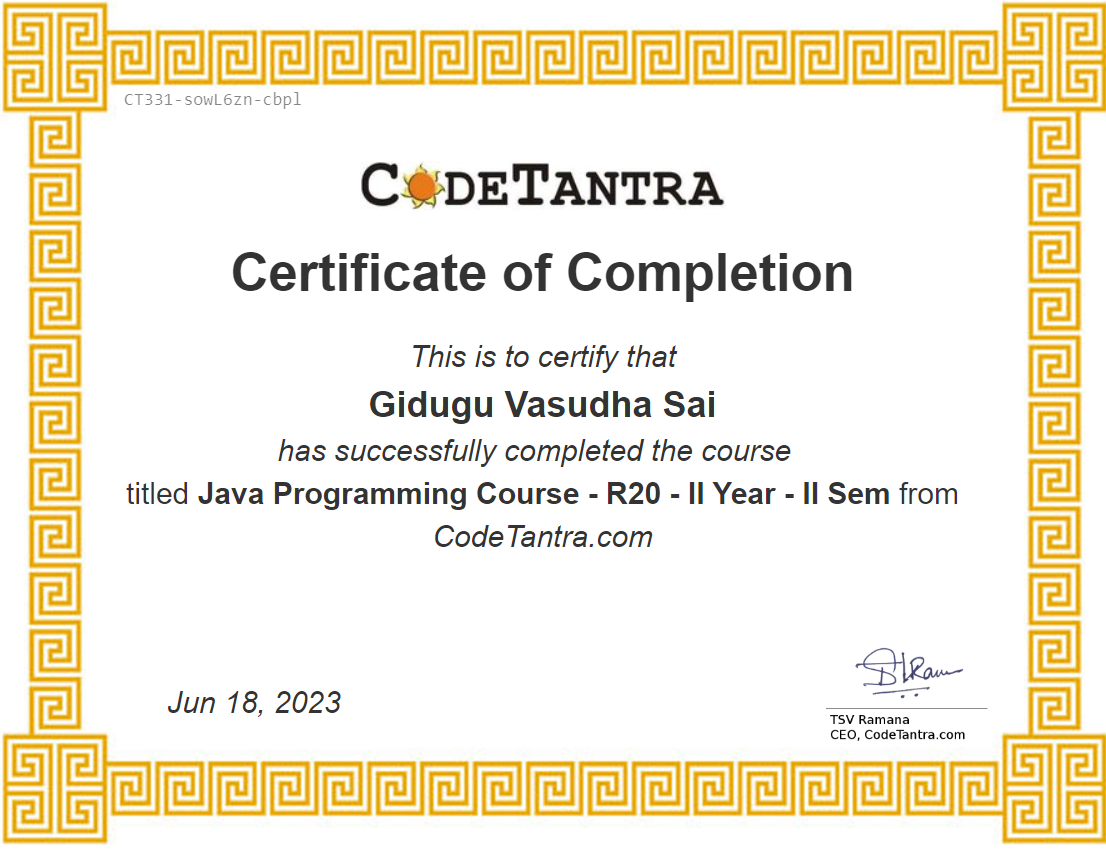 CT331-sowL6zn-cbpl
CODETANTRA
Certificate of Completion
This is to certify that
Gidugu Vasudha Sai
has successfully completed the course
titled Java Programming Course - R20 - II Year - II Sem from
CodeTantra.com
Jun 18, 2023
TSV Ramana
CEO, CodeTantra.com